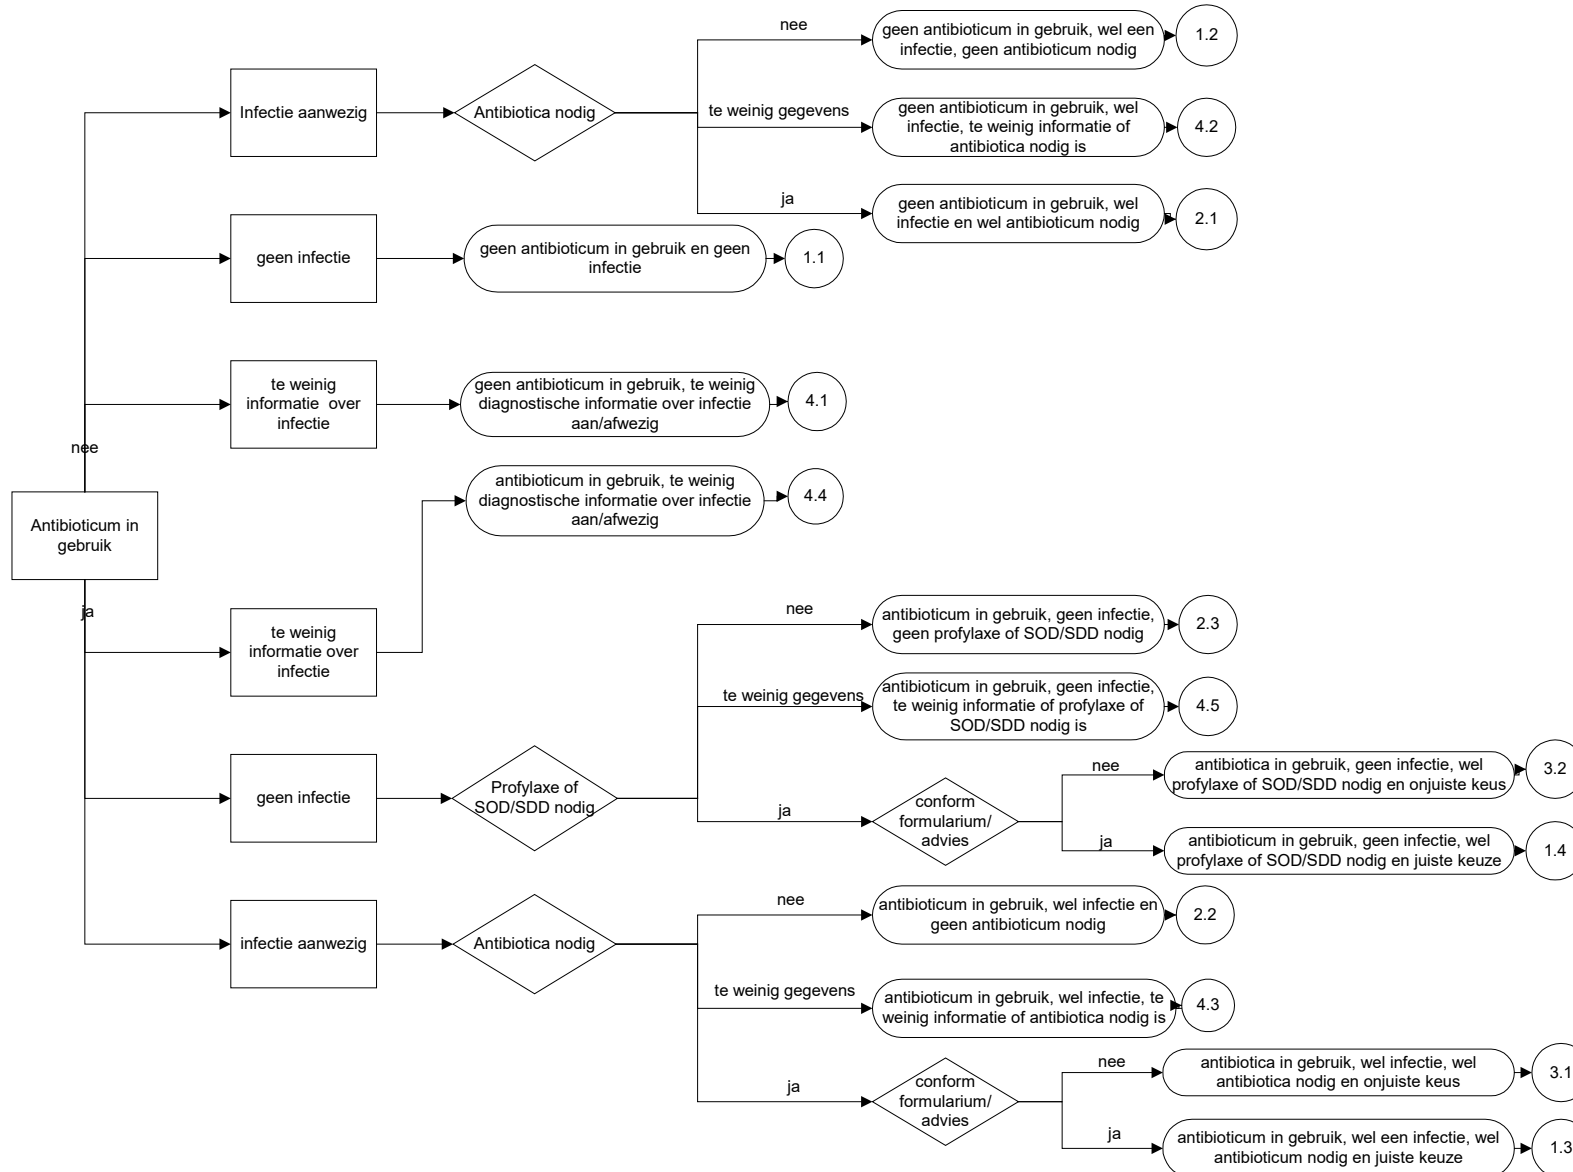 nee
geen antibioticum in gebruik, wel een
infectie, geen antibioticum nodig
1.2
Infectie aanwezig
Antibiotica nodig
te weinig gegevens
geen antibioticum in gebruik, wel
infectie, te weinig informatie of
antibiotica nodig is
4.2
ja
geen antibioticum in gebruik, wel
infectie en wel antibioticum nodig
2.1
geen infectie
geen antibioticum in gebruik en geen
infectie
1.1
te weinig
informatie over
infectie
geen antibioticum in gebruik, te weinig
diagnostische informatie over infectie
aan/afwezig
4.1
nee
antibioticum in gebruik, te weinig
diagnostische informatie over infectie
aan/afwezig
4.4
Antibioticum in
gebruik
ja
te weinig
informatie over
infectie
nee
antibioticum in gebruik, geen infectie,
geen profylaxe of SOD/SDD nodig
2.3
te weinig gegevens
antibioticum in gebruik, geen infectie,
te weinig informatie of profylaxe of
SOD/SDD nodig is
4.5
geen infectie
Profylaxe of
SOD/SDD nodig
ja
conform
formularium/
advies
nee
antibiotica in gebruik, geen infectie, wel
profylaxe of SOD/SDD nodig en onjuiste keus
3.2
ja
antibioticum in gebruik, geen infectie, wel
profylaxe of SOD/SDD nodig en juiste keuze
1.4
infectie aanwezig
Antibiotica nodig
nee
antibioticum in gebruik, wel infectie en
geen antibioticum nodig
2.2
te weinig gegevens
antibioticum in gebruik, wel infectie, te
weinig informatie of antibiotica nodig is
4.3
ja
conform
formularium/
advies
nee
antibiotica in gebruik, wel infectie, wel
antibiotica nodig en onjuiste keus
3.1
ja
antibioticum in gebruik, wel een infectie, wel
antibioticum nodig en juiste keuze
1.3